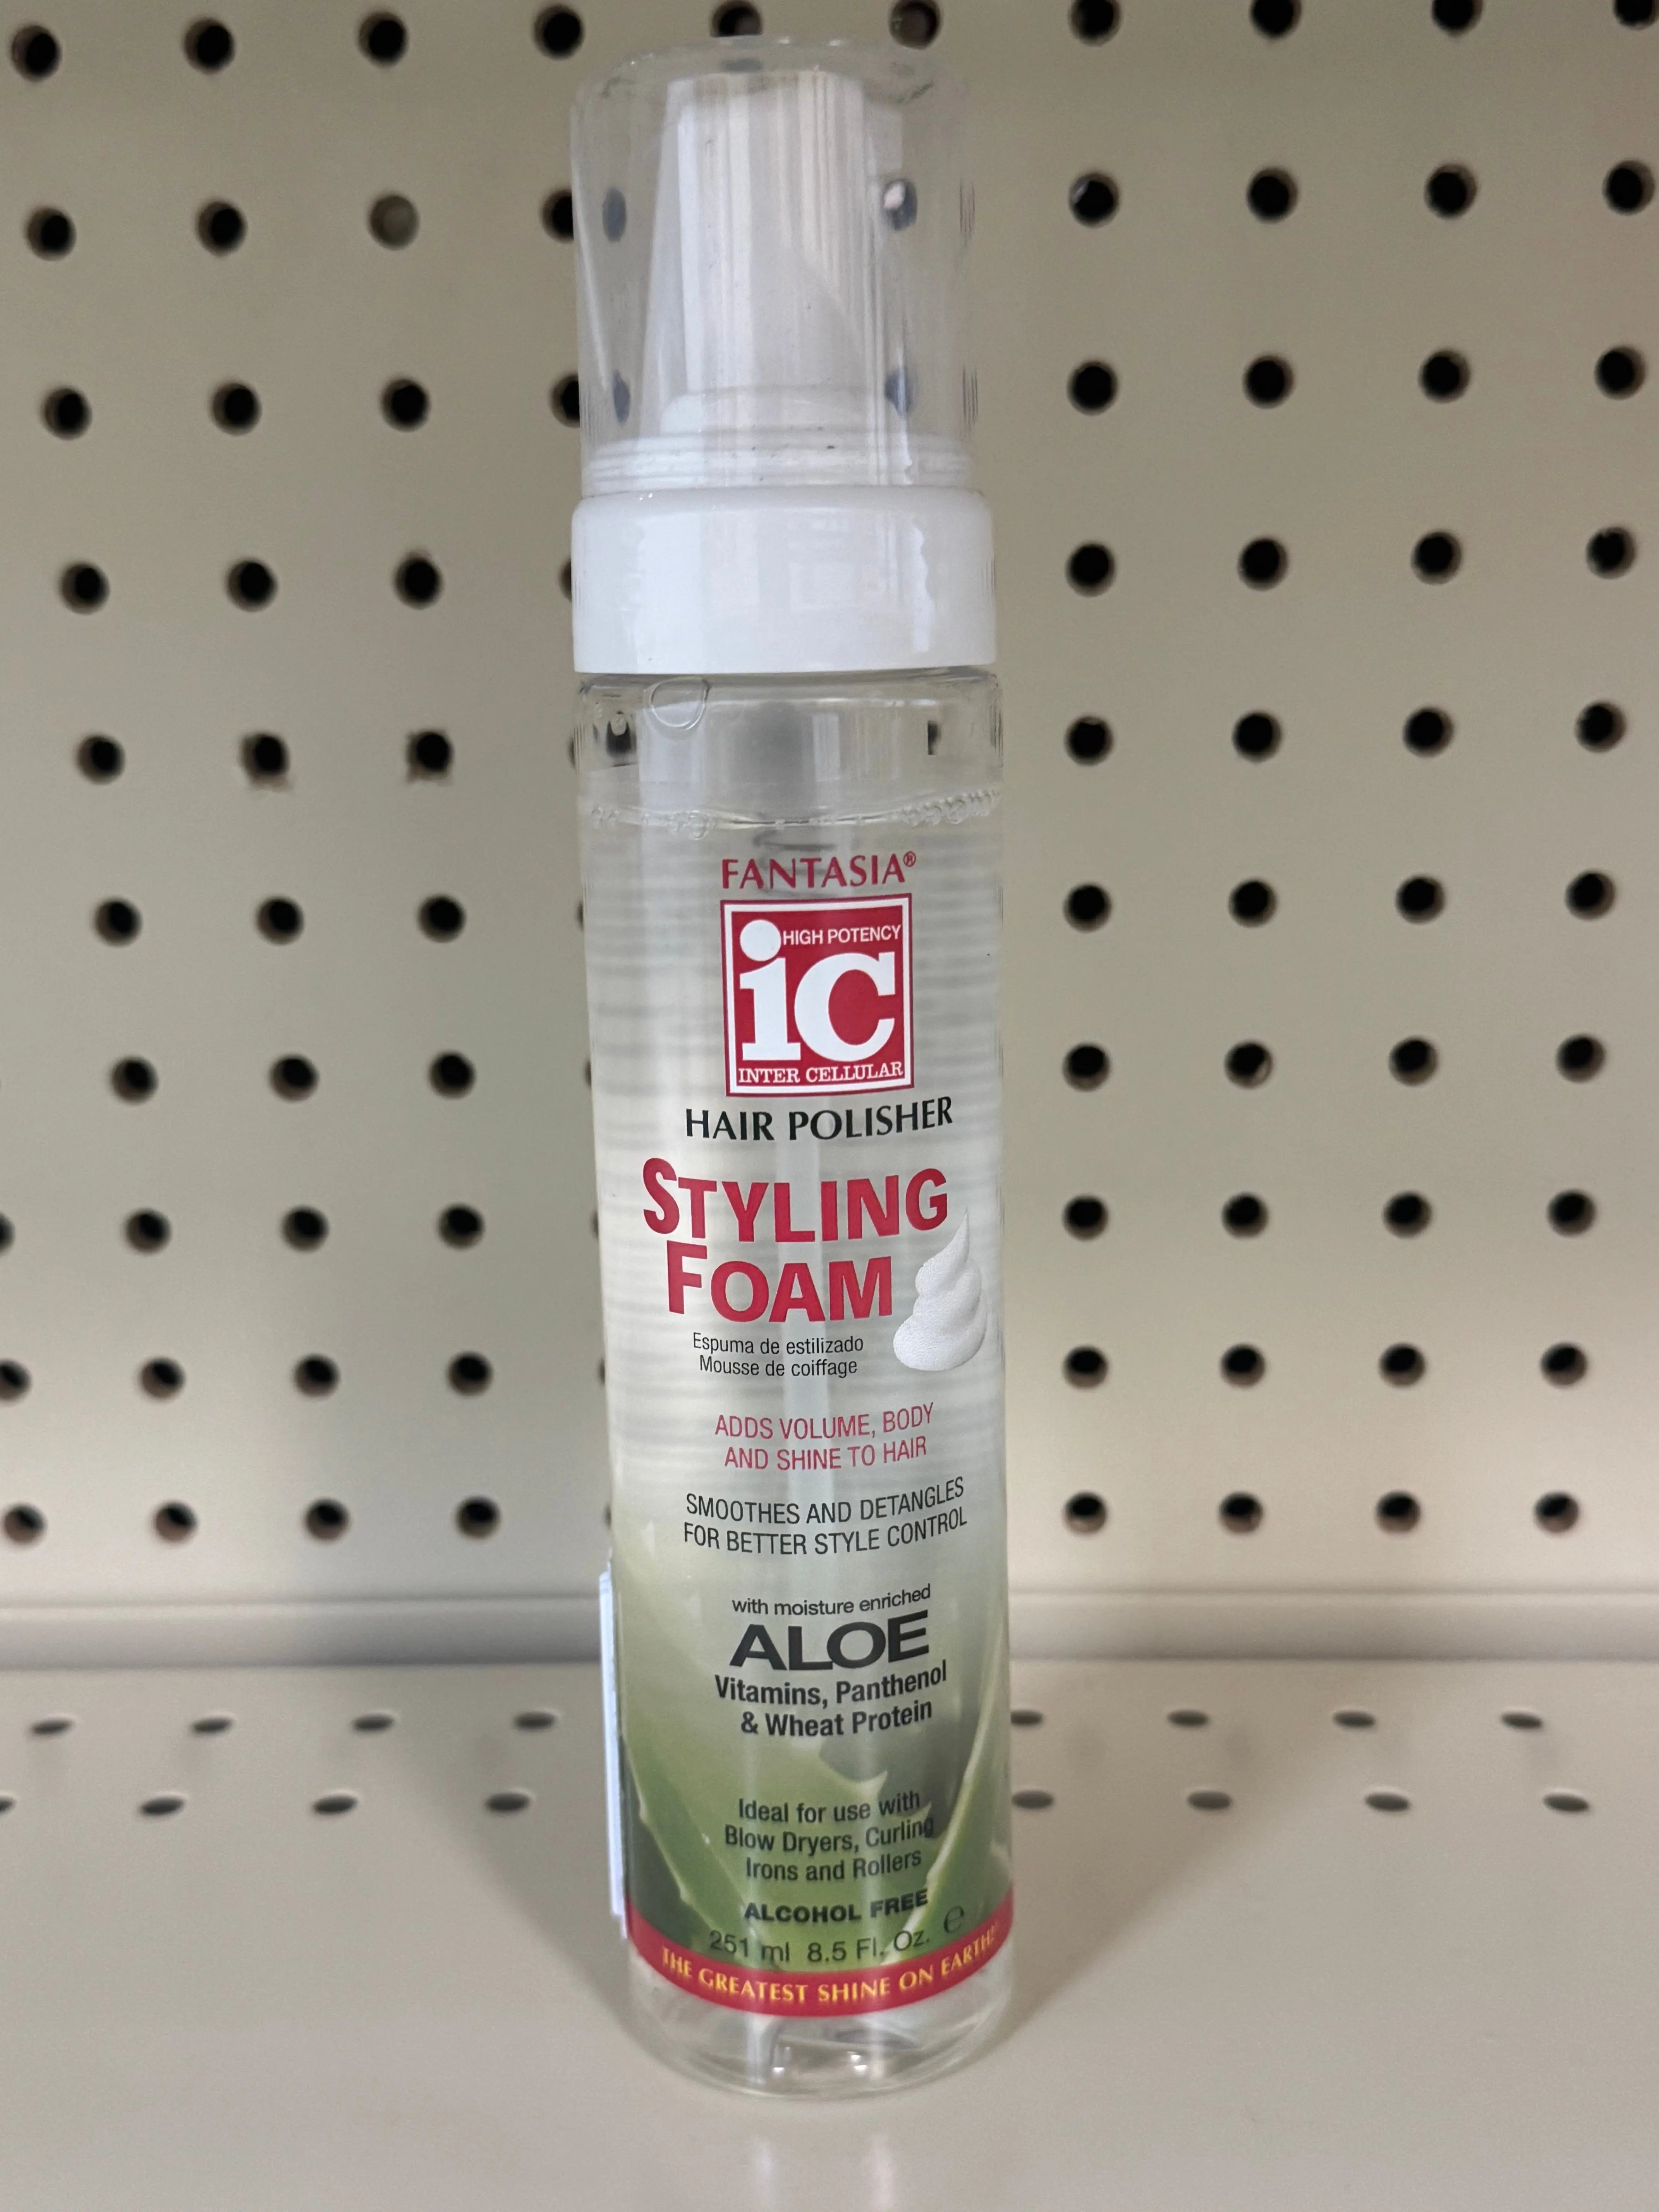 FANTASIA®
HIGH POTENCY
iC
INTER CELLULAR
HAIR POLISHER
STYLING
FOAM
Espuma de estilizado
Mousse de coiffage
ADDS VOLUME, BODY
AND SHINE TO HAIR
SMOOTHES AND DETANGLES
FOR BETTER STYLE CONTROL
with moisture enriched
ALOE
Vitamins, Panthenol
& Wheat Protein
Ideal for use with
Blow Dryers, Curling
Irons and Rollers
ALCOHOL FREE
251 ml 8.5 Fl. Oz. ℮
THE GREATEST SHINE ON EARTH!